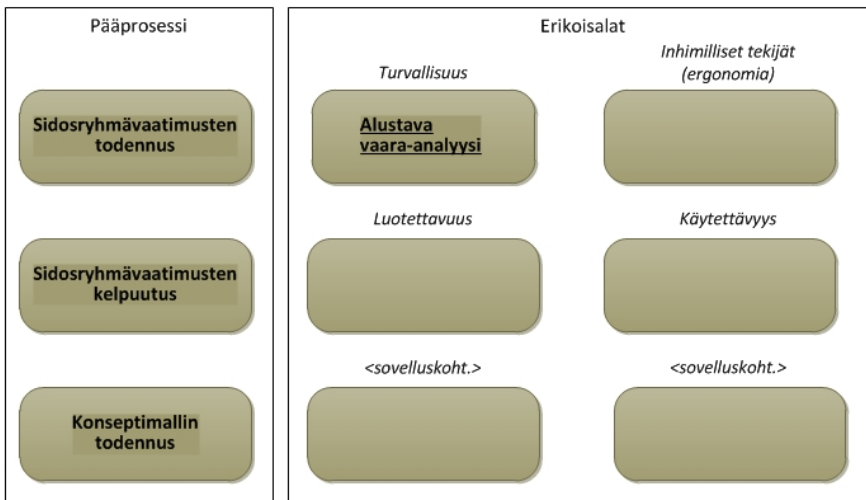 Pääprosessi
Sidosryhmävaatimusten
todennus
Sidosryhmävaatimusten
kelpuutus
Konseptimallin
todennus
Erikoisalat
Turvallisuus
Alustava
vaara-analyysi
Inhimilliset tekijät
(ergonomia)
Luotettavuus
Käytettävyys
<sovelluskoht.>
<sovelluskoht.>